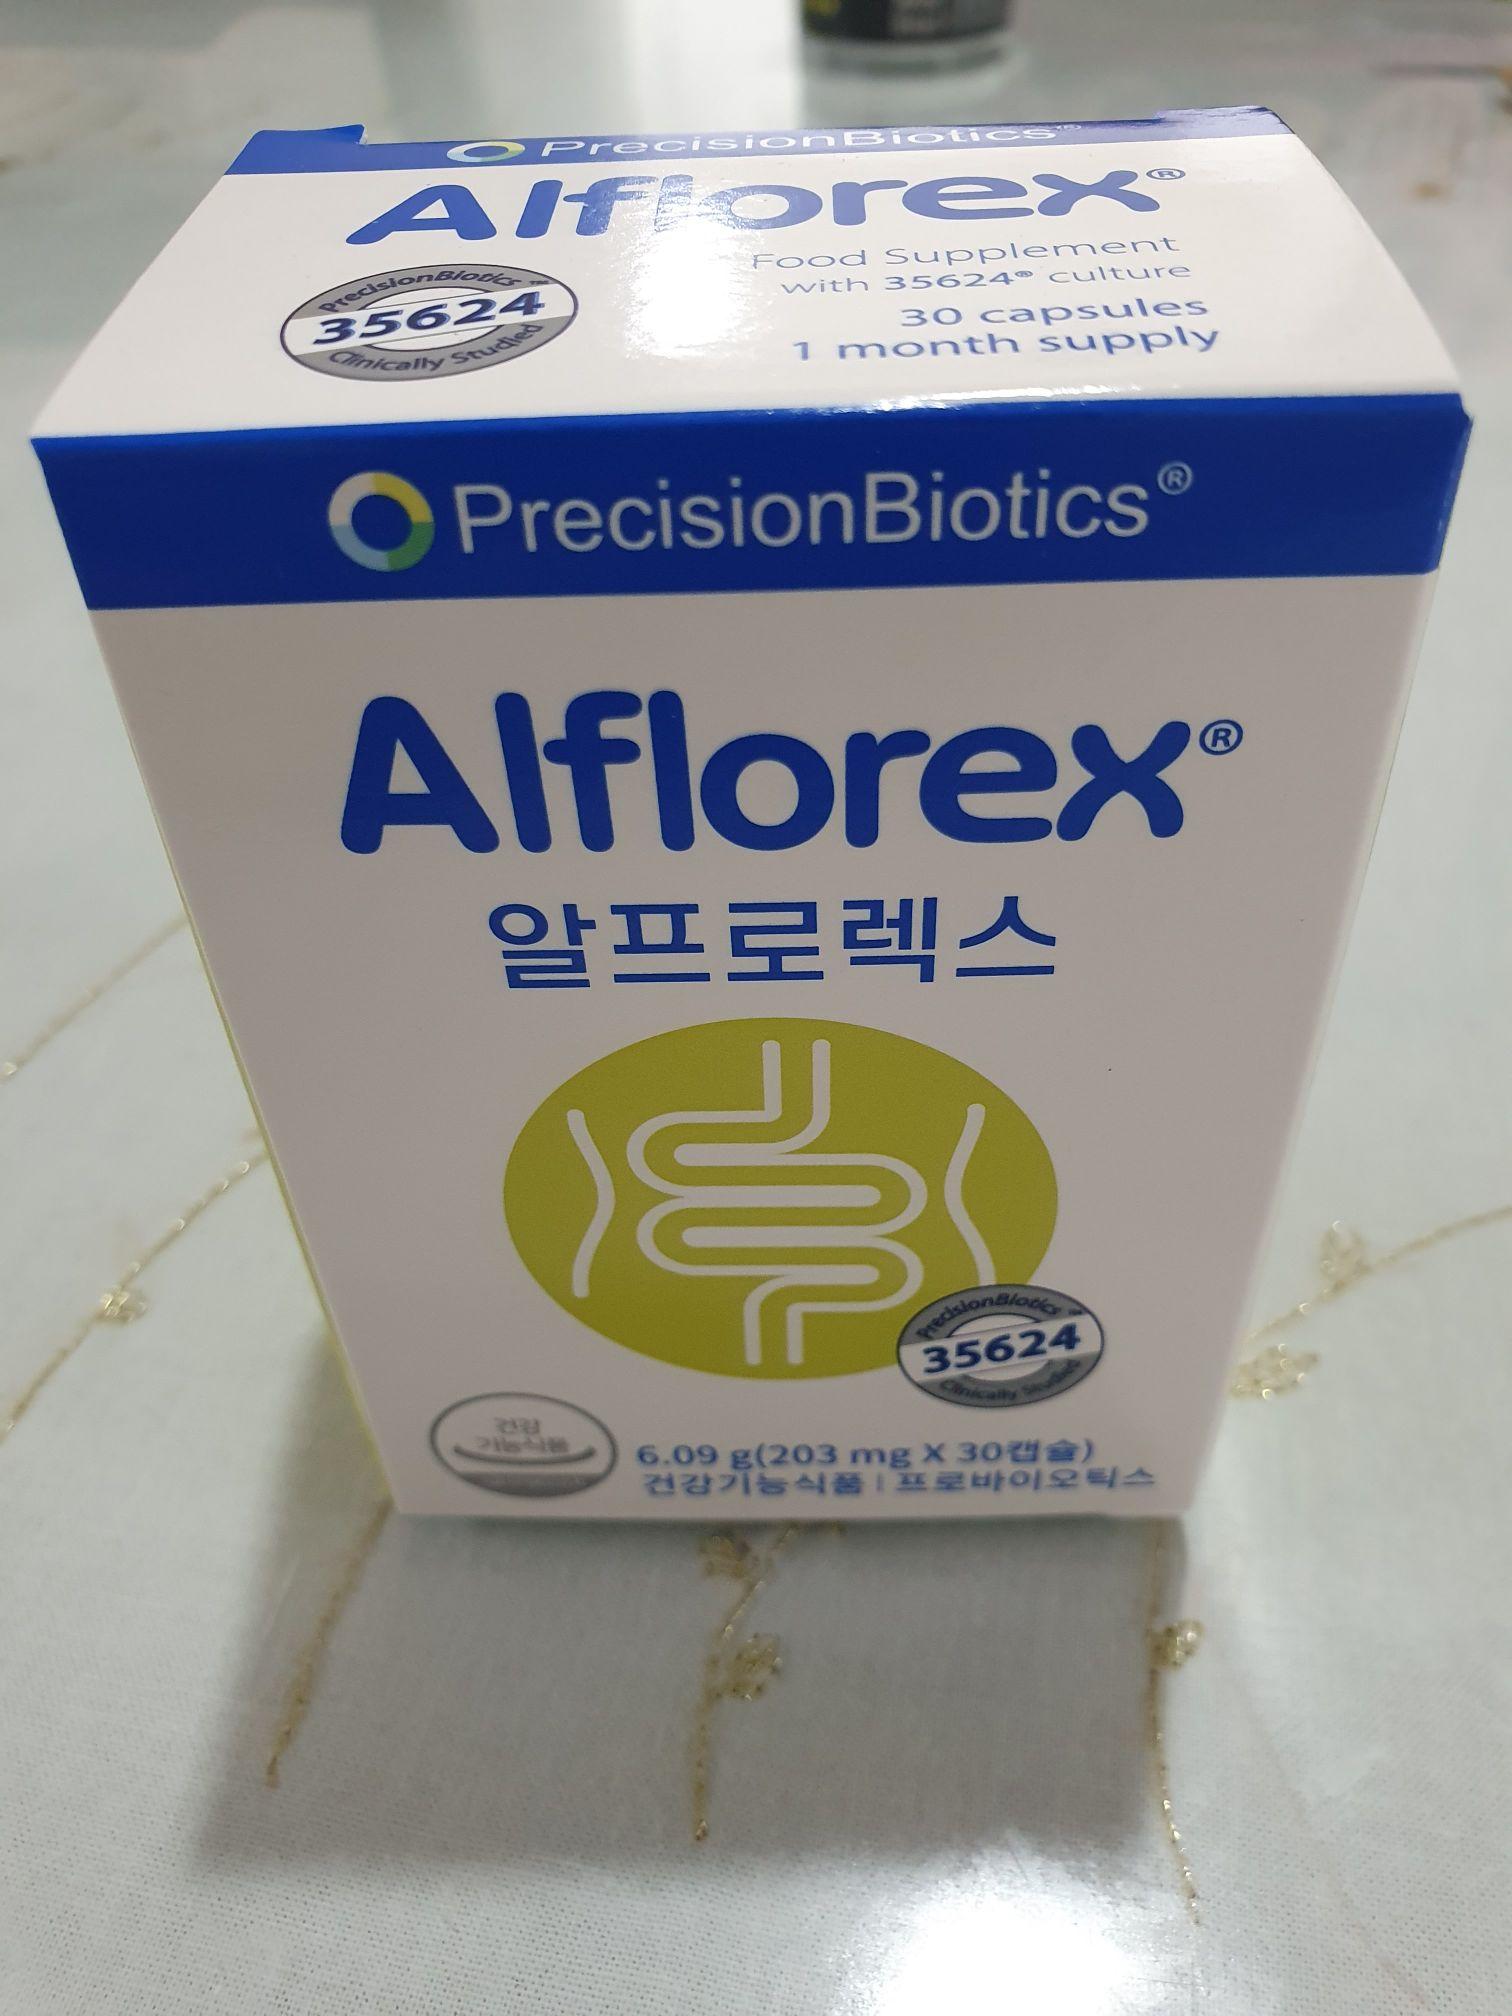 PrecisionBiotics®
Alflorex®
Food Supplement
with 35624® culture
30 capsules
1 month supply
PrecisionBiotics™
35624
Clinically Studied
PrecisionBiotics®
Alflorex®
알프로렉스
PrecisionBiotics™
35624
Clinically Studied
건강
기능식품
6.09 g(203 mg X 30캡슐)
건강기능식품 | 프로바이오틱스